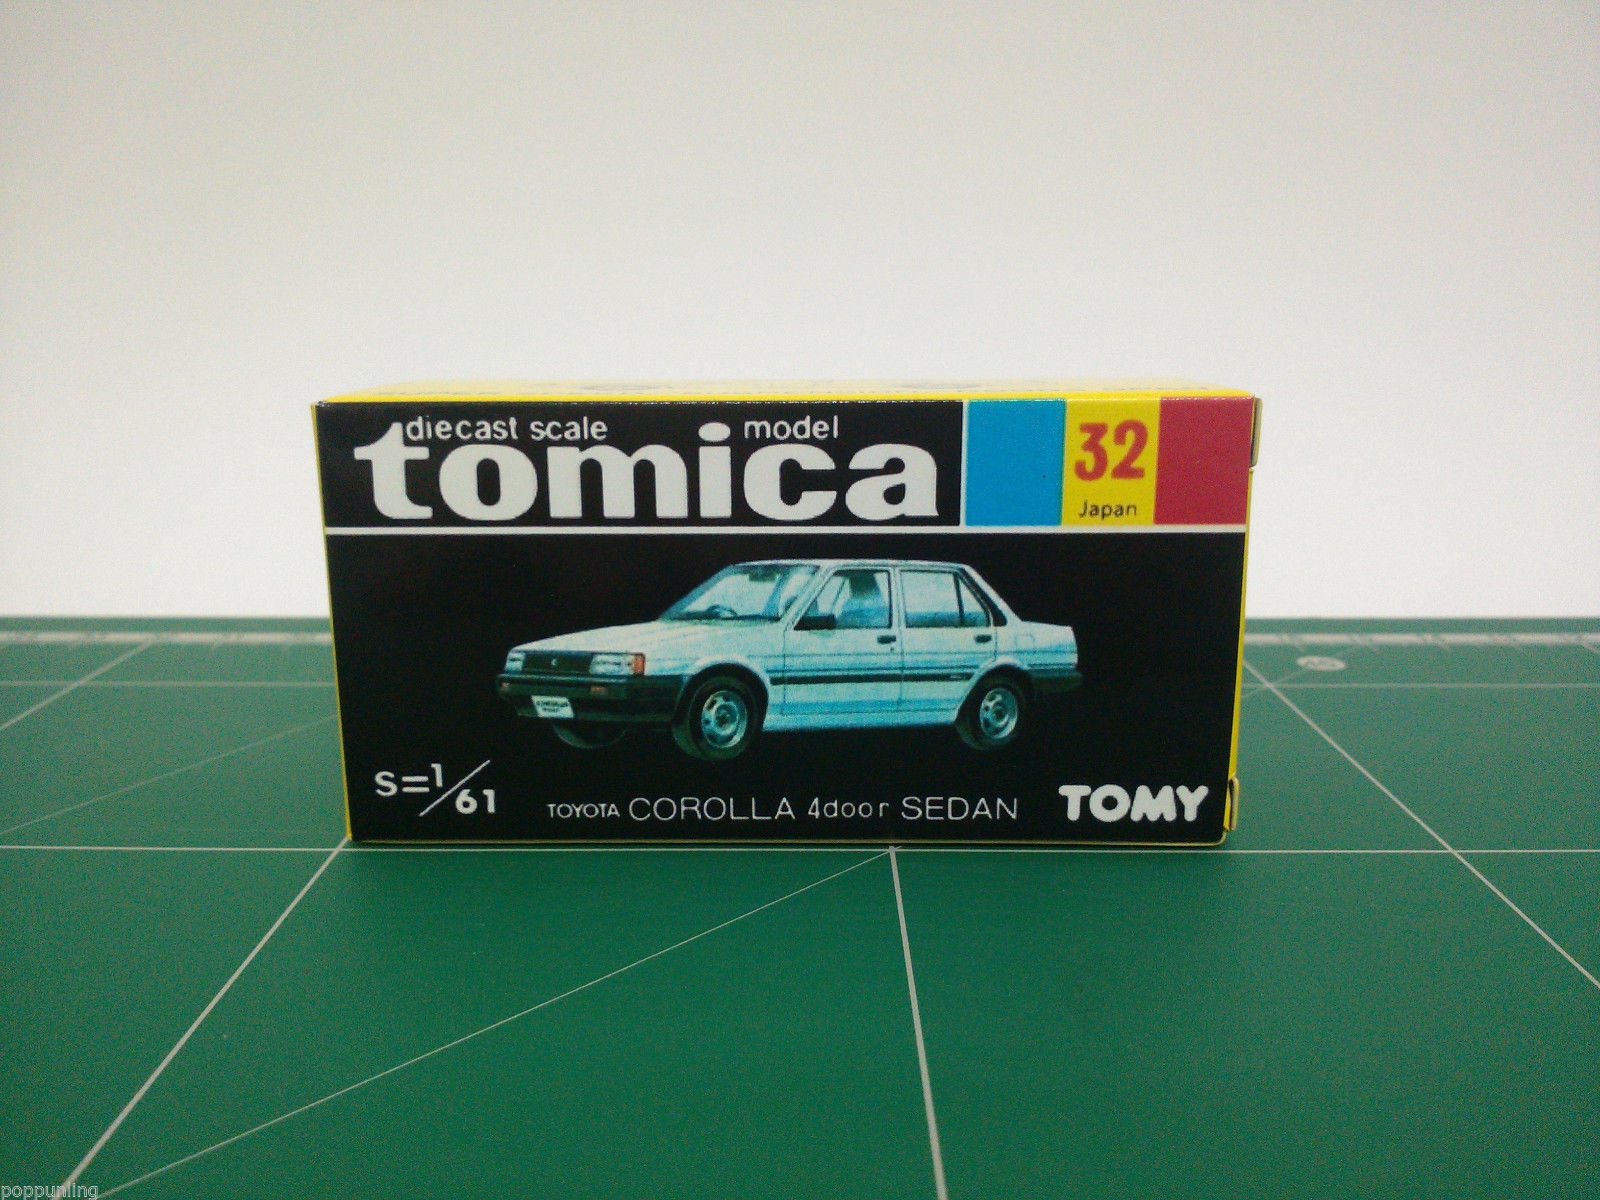 diecast scale model
tomica
32
Japan
S=1/61
TOYOTA COROLLA 4door SEDAN
TOMY
poppunling